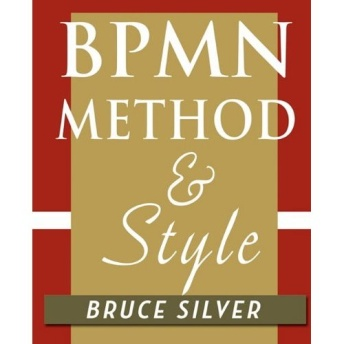 BPMN
METHOD
&
Style
BRUCE SILVER